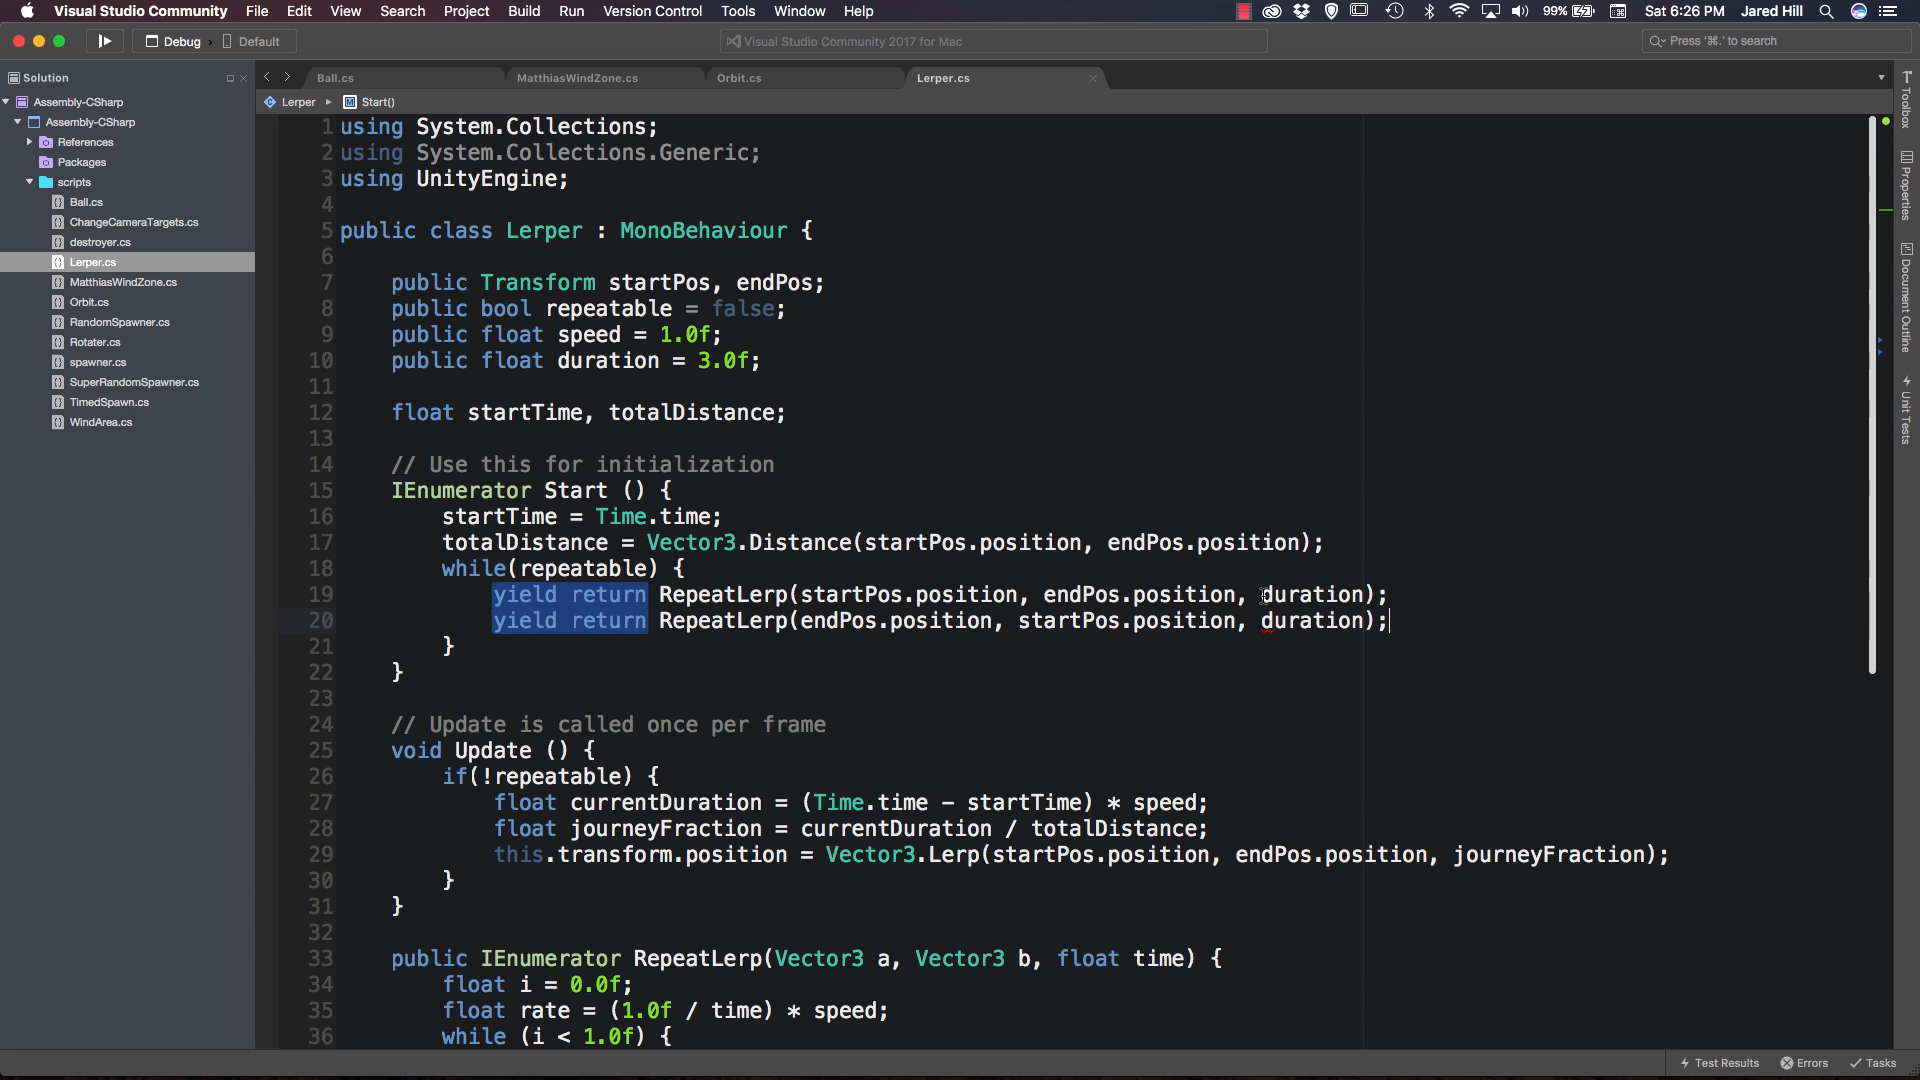 Visual Studio Community File Edit View Search Project Build Run Version Control Tools Window Help 99% Sat 6:26 PM Jared Hill
Debug › Default Visual Studio Community 2017 for Mac Press '⌘.' to search
Solution
Ball.cs MatthiasWindZone.cs Orbit.cs Lerper.cs
Lerper Start()
Assembly-CSharp
Assembly-CSharp
References
Packages
scripts
Ball.cs
ChangeCameraTargets.cs
destroyer.cs
Lerper.cs
MatthiasWindZone.cs
Orbit.cs
RandomSpawner.cs
Rotater.cs
spawner.cs
SuperRandomSpawner.cs
TimedSpawn.cs
WindArea.cs
1 using System.Collections;
2 using System.Collections.Generic;
3 using UnityEngine;
4
5 public class Lerper : MonoBehaviour {
6
7 public Transform startPos, endPos;
8 public bool repeatable = false;
9 public float speed = 1.0f;
10 public float duration = 3.0f;
11
12 float startTime, totalDistance;
13
14 // Use this for initialization
15 IEnumerator Start () {
16 startTime = Time.time;
17 totalDistance = Vector3.Distance(startPos.position, endPos.position);
18 while(repeatable) {
19 yield return RepeatLerp(startPos.position, endPos.position, duration);
20 yield return RepeatLerp(endPos.position, startPos.position, duration);
21 }
22 }
23
24 // Update is called once per frame
25 void Update () {
26 if(!repeatable) {
27 float currentDuration = (Time.time - startTime) * speed;
28 float journeyFraction = currentDuration / totalDistance;
29 this.transform.position = Vector3.Lerp(startPos.position, endPos.position, journeyFraction);
30 }
31 }
32
33 public IEnumerator RepeatLerp(Vector3 a, Vector3 b, float time) {
34 float i = 0.0f;
35 float rate = (1.0f / time) * speed;
36 while (i < 1.0f) {
Toolbox
Properties
Document Outline
Unit Tests
Test Results Errors Tasks